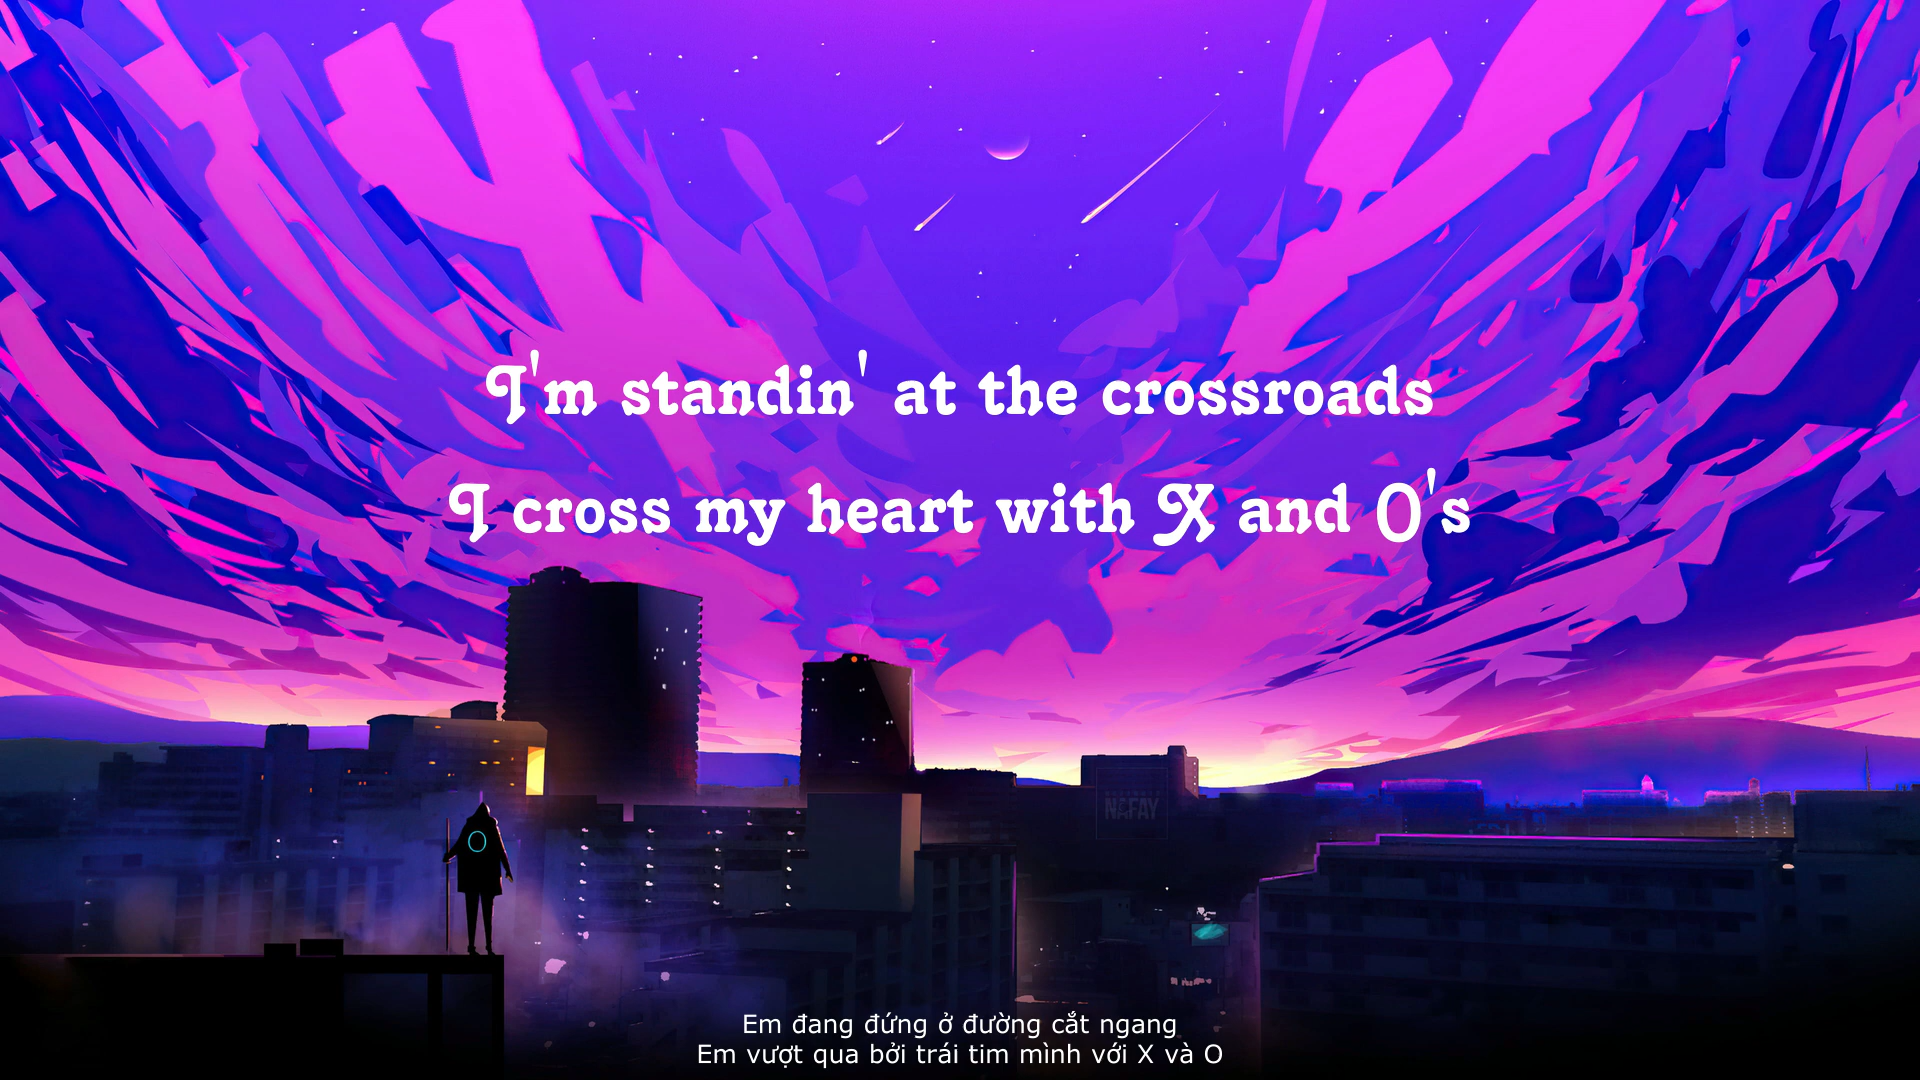 I'm standin' at the crossroads
I cross my heart with X and O's
NAFAY
Em đang đứng ở đường cắt ngang
Em vượt qua bởi trái tim mình với X và O